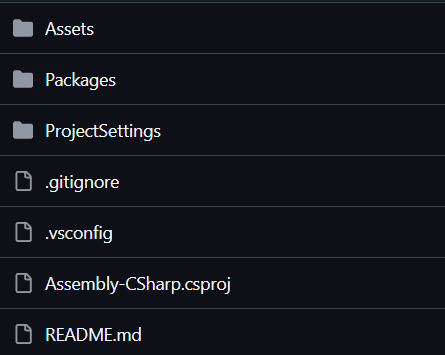 Assets
Packages
ProjectSettings
.gitignore
.vsconfig
Assembly-CSharp.csproj
README.md